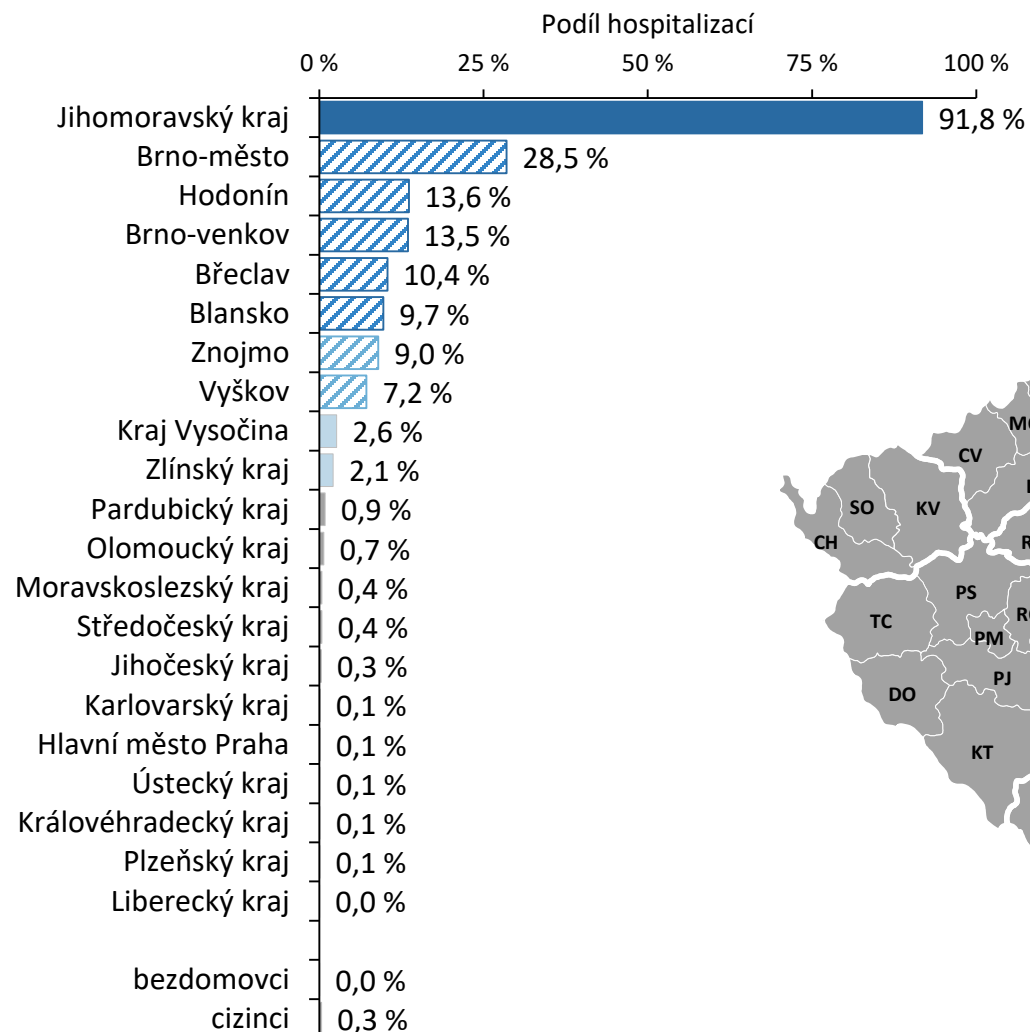 Podíl hospitalizací
0 % 25 % 50 % 75 % 100 %
Jihomoravský kraj 91,8 %
Brno-město 28,5 %
Hodonín 13,6 %
Brno-venkov 13,5 %
Břeclav 10,4 %
Blansko 9,7 %
Znojmo 9,0 %
Vyškov 7,2 %
Kraj Vysočina 2,6 %
Zlínský kraj 2,1 %
Pardubický kraj 0,9 %
Olomoucký kraj 0,7 %
Moravskoslezský kraj 0,4 %
Středočeský kraj 0,4 %
Jihočeský kraj 0,3 %
Karlovarský kraj 0,1 %
Hlavní město Praha 0,1 %
Ústecký kraj 0,1 %
Královéhradecký kraj 0,1 %
Plzeňský kraj 0,1 %
Liberecký kraj 0,0 %
bezdomovci 0,0 %
cizinci 0,3 %
CV
SO KV
CH
PS
TC
PM
PJ
DO
KT